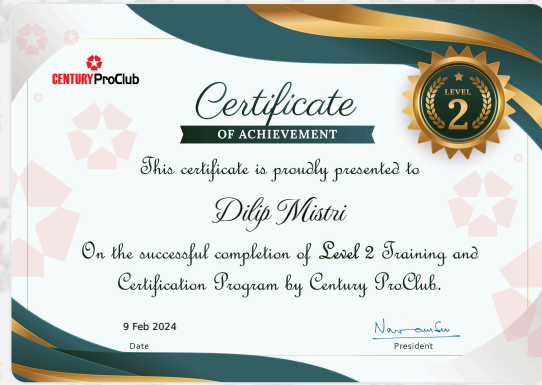 CENTURY ProClub
Certificate
OF ACHIEVEMENT
LEVEL
2
This certificate is proudly presented to
Dilip Mistri
On the successful completion of Level 2 Training and
Certification Program by Century ProClub.
9 Feb 2024
Date
President